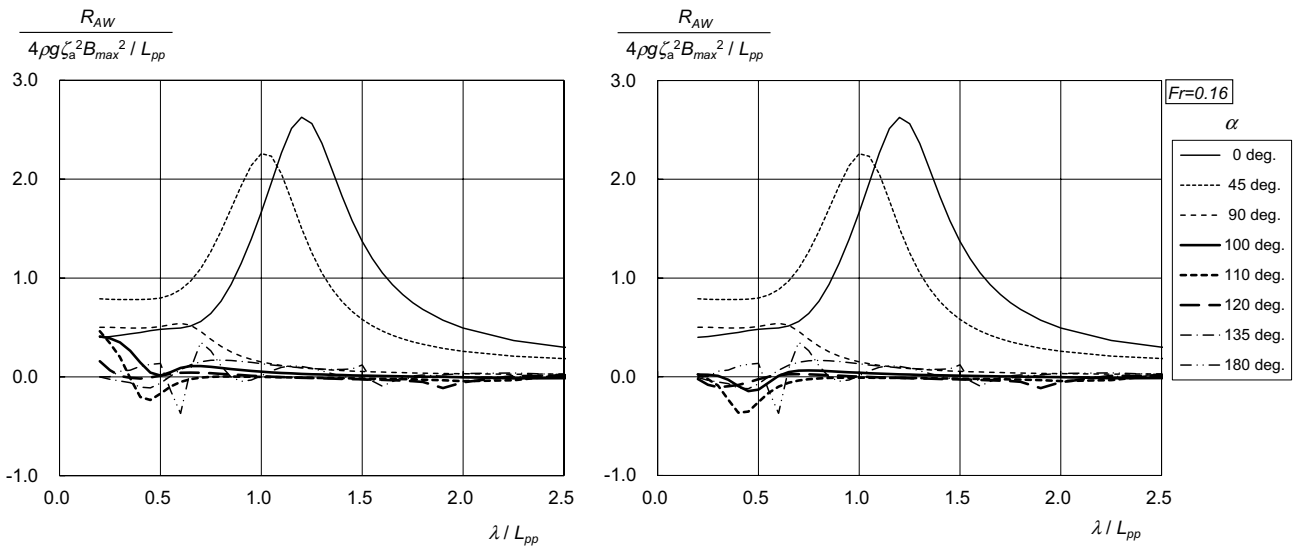 R_AW
4ρgζ_a²B_max² / L_pp
3.0
2.0
1.0
0.0
-1.0
0.0 0.5 1.0 1.5 2.0 2.5
λ / L_pp
R_AW
4ρgζ_a²B_max² / L_pp
3.0
2.0
1.0
0.0
-1.0
0.0 0.5 1.0 1.5 2.0 2.5
λ / L_pp
Fr=0.16
α
0 deg.
45 deg.
90 deg.
100 deg.
110 deg.
120 deg.
135 deg.
180 deg.